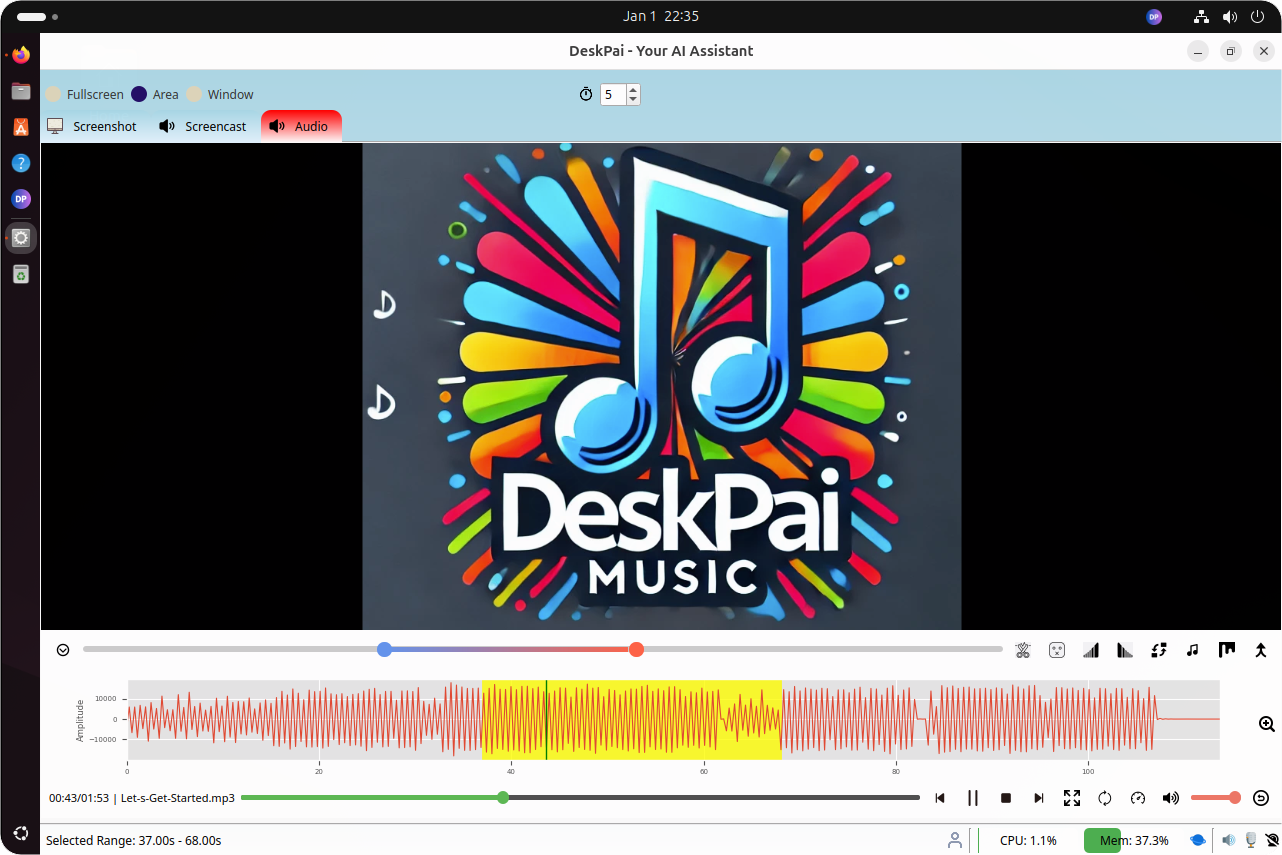 Jan 1 22:35
DP
DeskPai - Your AI Assistant
Fullscreen Area Window
5
Screenshot Screencast Audio
DP
DeskPai
MUSIC
Amplitude
10000
0
−10000
0 20 40 60 80 100
00:43/01:53 | Let-s-Get-Started.mp3
Selected Range: 37.00s - 68.00s
CPU: 1.1%
Mem: 37.3%